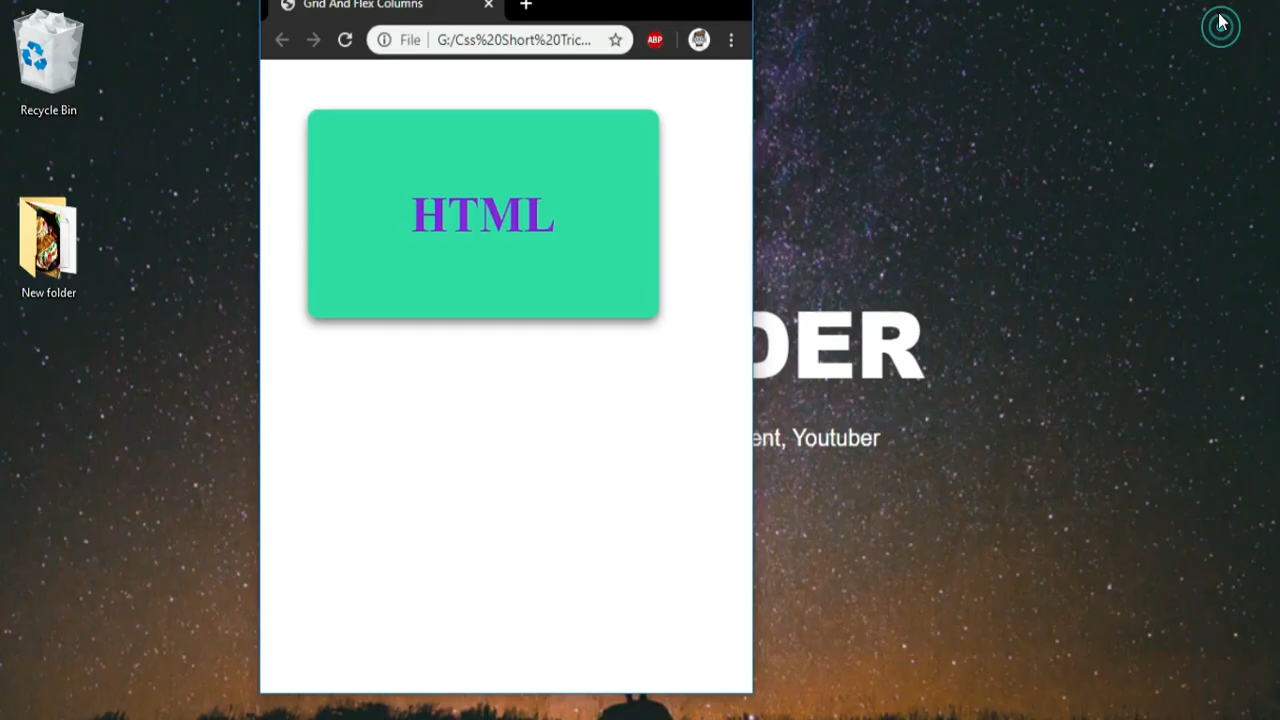 Grid And Flex Columns
File
G:/Css%20Short%20Tric...
ABP
Recycle Bin
HTML
New folder
DER
ent, Youtuber